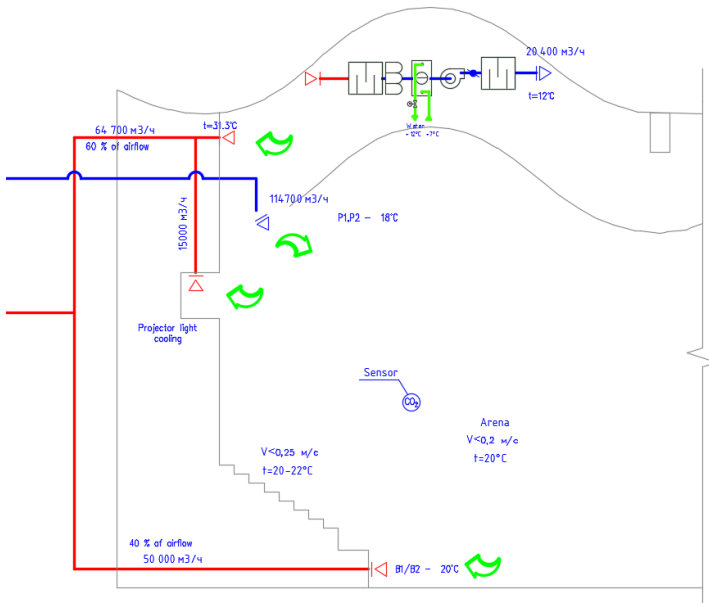 20 400 м3/ч
t=12°C
Water
+12°C +7°C
64 700 м3/ч
60 % of airflow
t=31.3°C
15000 м3/ч
114700 м3/ч
P1,P2 - 18°C
Projector light
cooling
Sensor
CO₂
Arena
V<0,2 м/с
t=20°C
V<0,25 м/с
t=20-22°C
40 % of airflow
50 000 м3/ч
B1/B2 - 20°C